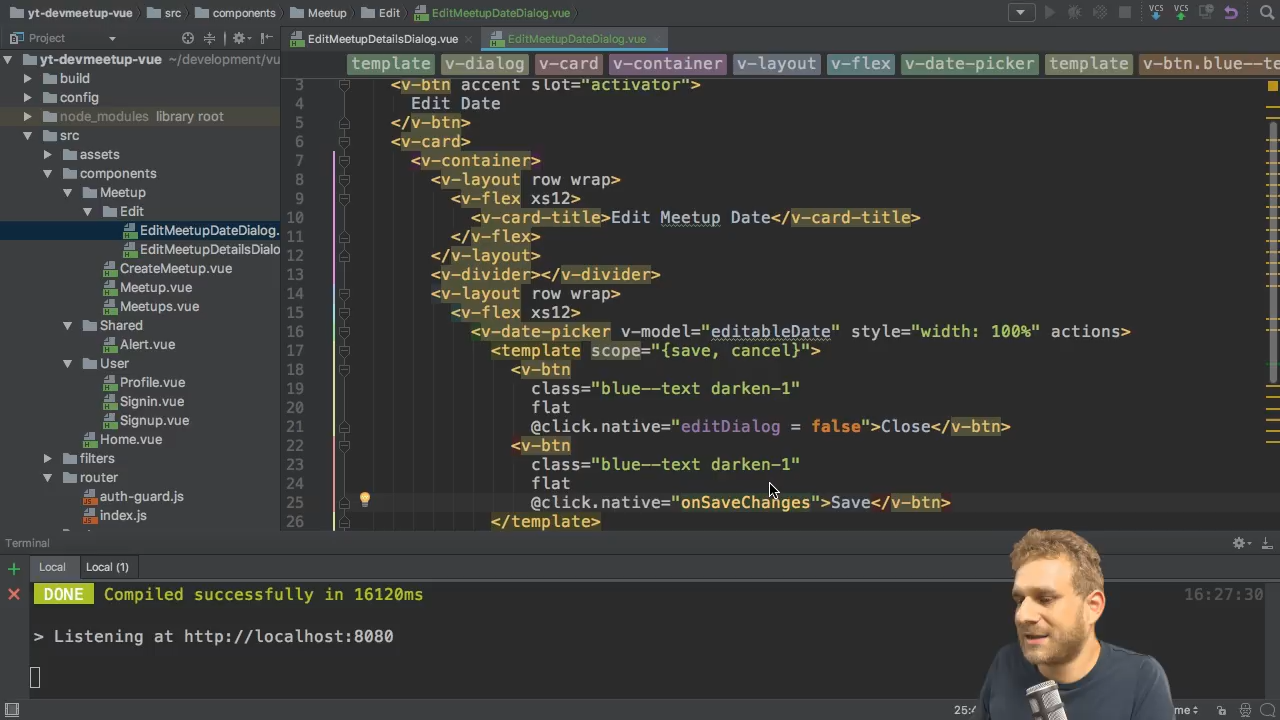 yt-devmeetup-vue src components Meetup Edit EditMeetupDateDialog.vue VCS VCS
Project EditMeetupDetailsDialog.vue EditMeetupDateDialog.vue
template v-dialog v-card v-container v-layout v-flex v-date-picker template v-btn.blue--te
yt-devmeetup-vue ~/development/vu
build
config
node_modules library root
src
assets
components
Meetup
Edit
EditMeetupDateDialog.
EditMeetupDetailsDialo
CreateMeetup.vue
Meetup.vue
Meetups.vue
Shared
Alert.vue
User
Profile.vue
Signin.vue
Signup.vue
Home.vue
filters
router
auth-guard.js
index.js
3 <v-btn accent slot="activator">
4 Edit Date
5 </v-btn>
6 <v-card>
7 <v-container>
8 <v-layout row wrap>
9 <v-flex xs12>
10 <v-card-title>Edit Meetup Date</v-card-title>
11 </v-flex>
12 </v-layout>
13 <v-divider></v-divider>
14 <v-layout row wrap>
15 <v-flex xs12>
16 <v-date-picker v-model="editableDate" style="width: 100%" actions>
17 <template scope="{save, cancel}">
18 <v-btn
19 class="blue--text darken-1"
20 flat
21 @click.native="editDialog = false">Close</v-btn>
22 <v-btn
23 class="blue--text darken-1"
24 flat
25 @click.native="onSaveChanges">Save</v-btn>
26 </template>
Terminal
Local Local (1)
DONE Compiled successfully in 16120ms 16:27:30
> Listening at http://localhost:8080